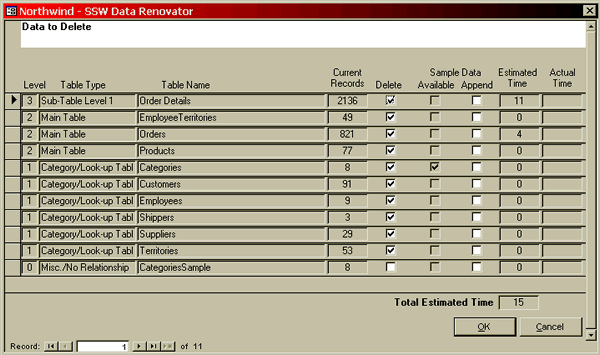 Northwind - SSW Data Renovator
Data to Delete
Level Table Type Table Name Current Records Delete Sample Data Available Append Estimated Time Actual Time
3 Sub-Table Level 1 Order Details 2136 11
2 Main Table EmployeeTerritories 49 0
2 Main Table Orders 821 4
2 Main Table Products 77 0
1 Category/Look-up Tabl Categories 8 0
1 Category/Look-up Tabl Customers 91 0
1 Category/Look-up Tabl Employees 9 0
1 Category/Look-up Tabl Shippers 3 0
1 Category/Look-up Tabl Suppliers 29 0
1 Category/Look-up Tabl Territories 53 0
0 Misc./No Relationship CategoriesSample 8 0
Total Estimated Time 15
OK Cancel
Record: 1 of 11